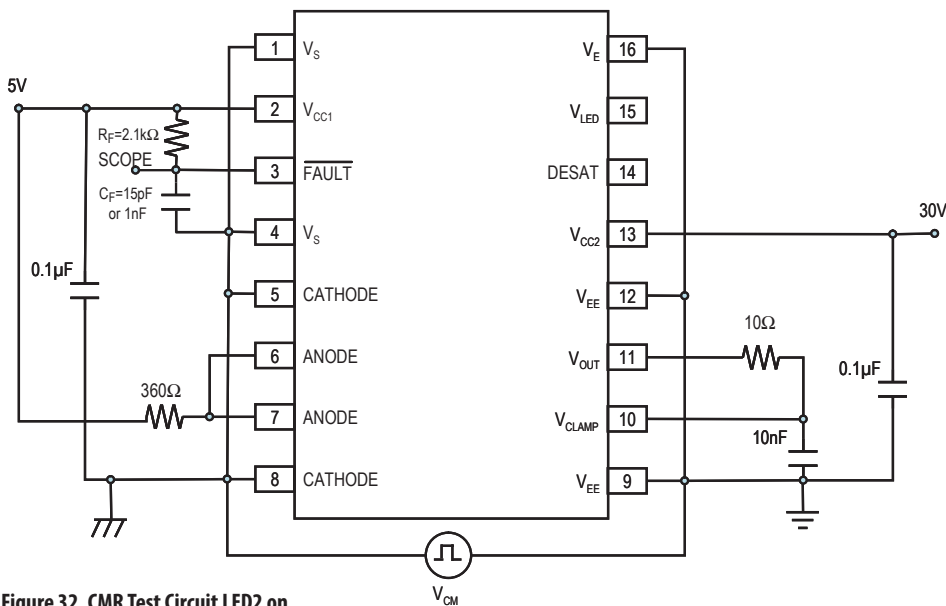 1 V_S
V_E 16
5V
2 V_CC1
V_LED 15
R_F=2.1kΩ
SCOPE
3 F̅A̅U̅L̅T̅
DESAT 14
C_F=15pF
or 1nF
4 V_S
V_CC2 13
30V
0.1µF
5 CATHODE
V_EE 12
6 ANODE
V_OUT 11
10Ω
0.1µF
360Ω
7 ANODE
V_CLAMP 10
10nF
8 CATHODE
V_EE 9
V_CM
Figure 32. CMR Test Circuit LED2 on